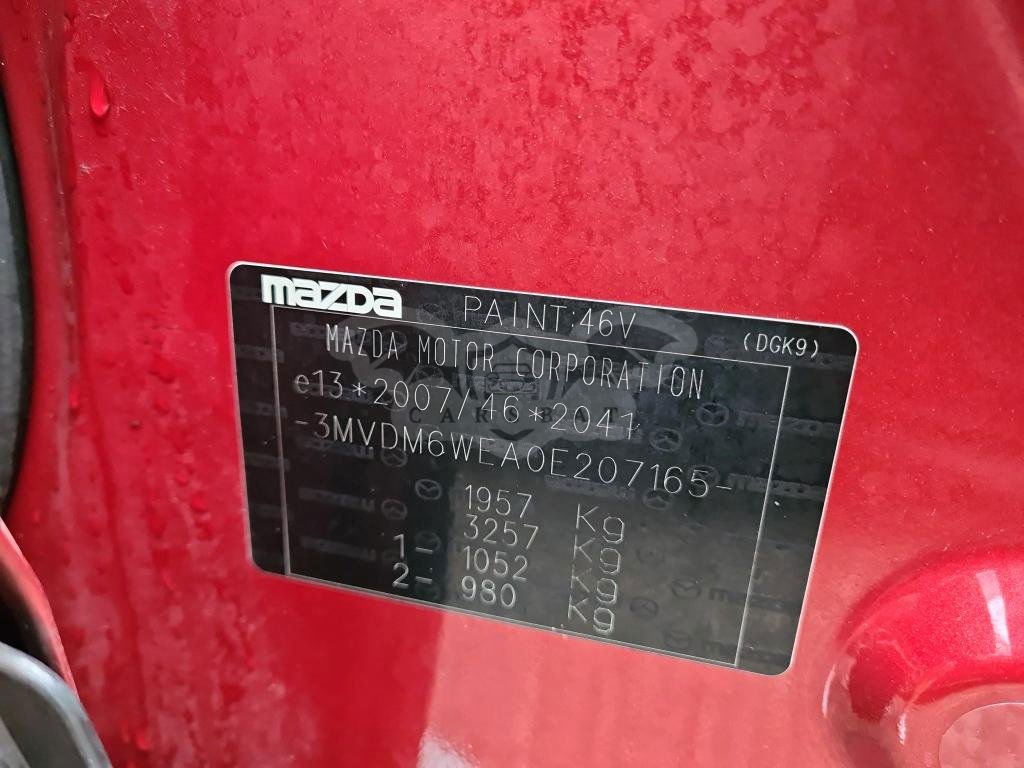 mazda PAINT:46V (DGK9)
MAZDA MOTOR CORPORATION
e13*2007/46*2041
-3MVDM6WEA0E207165-
1957 Kg
3257 Kg
1- 1052 Kg
2- 980 Kg